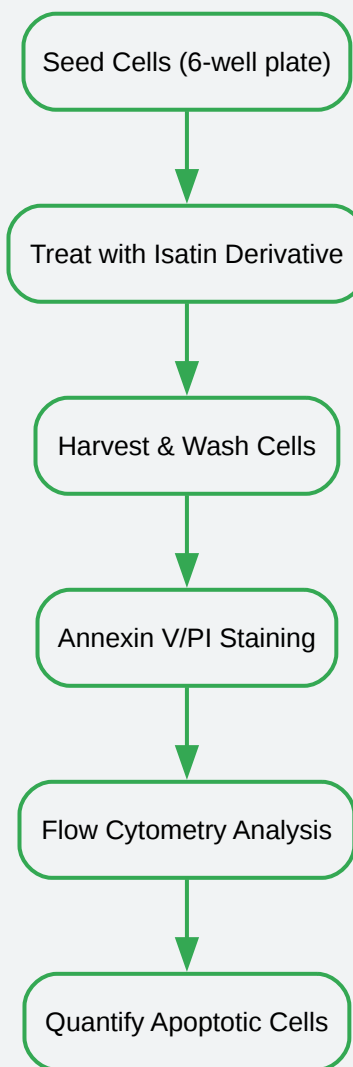 Seed Cells (6-well plate)
Treat with Isatin Derivative
Harvest & Wash Cells
Annexin V/PI Staining
Flow Cytometry Analysis
Quantify Apoptotic Cells